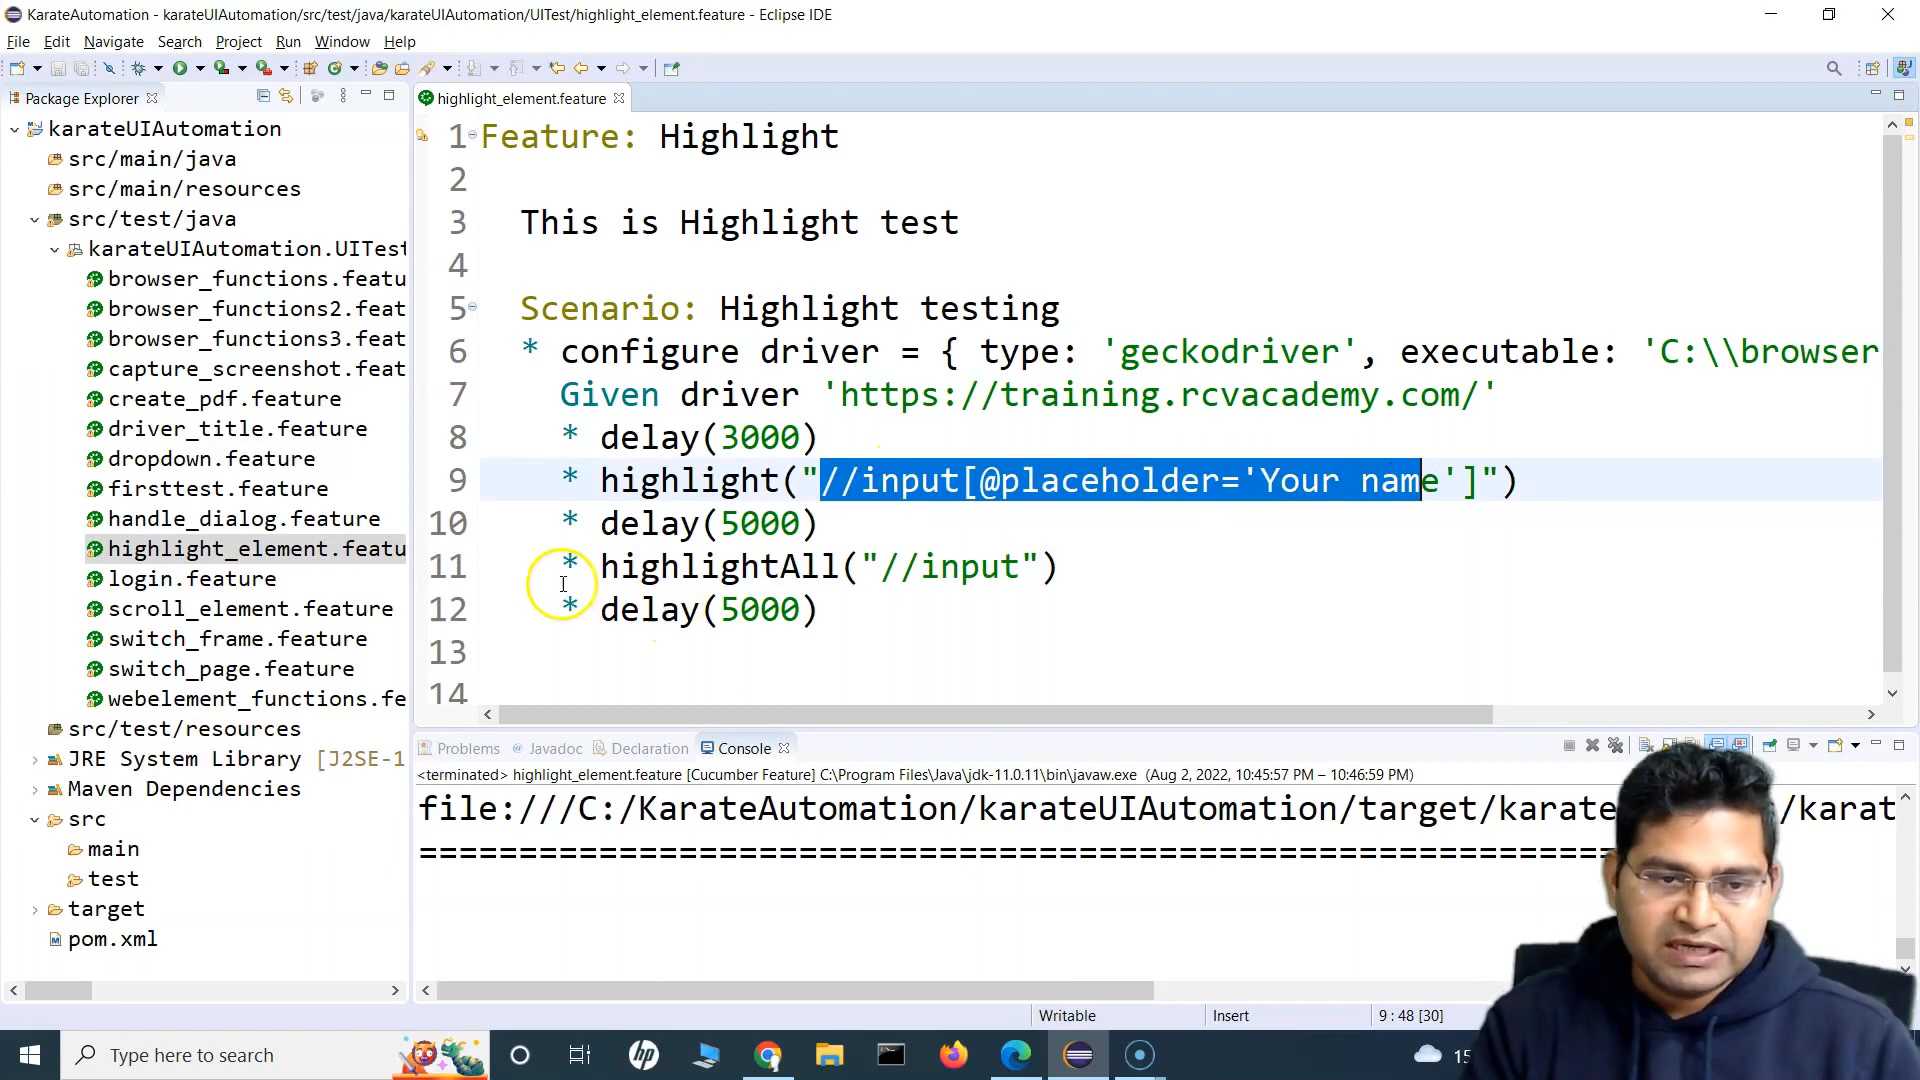 KarateAutomation - karateUIAutomation/src/test/java/karateUIAutomation/UITest/highlight_element.feature - Eclipse IDE
File Edit Navigate Search Project Run Window Help
Package Explorer
karateUIAutomation
src/main/java
src/main/resources
src/test/java
karateUIAutomation.UITest
browser_functions.featu
browser_functions2.feat
browser_functions3.feat
capture_screenshot.feat
create_pdf.feature
driver_title.feature
dropdown.feature
firsttest.feature
handle_dialog.feature
highlight_element.featu
login.feature
scroll_element.feature
switch_frame.feature
switch_page.feature
webelement_functions.fe
src/test/resources
JRE System Library [J2SE-1
Maven Dependencies
src
main
test
target
pom.xml
highlight_element.feature
1 Feature: Highlight
2
3 This is Highlight test
4
5 Scenario: Highlight testing
6 * configure driver = { type: 'geckodriver', executable: 'C:\\browser
7 Given driver 'https://training.rcvacademy.com/'
8 * delay(3000)
9 * highlight("//input[@placeholder='Your name']")
10 * delay(5000)
11 * highlightAll("//input")
12 * delay(5000)
13
14
Problems Javadoc Declaration Console
<terminated> highlight_element.feature [Cucumber Feature] C:\Program Files\Java\jdk-11.0.11\bin\javaw.exe (Aug 2, 2022, 10:45:57 PM – 10:46:59 PM)
file:///C:/KarateAutomation/karateUIAutomation/target/karate /karat
===========================================================
Writable Insert 9 : 48 [30]
Type here to search
15